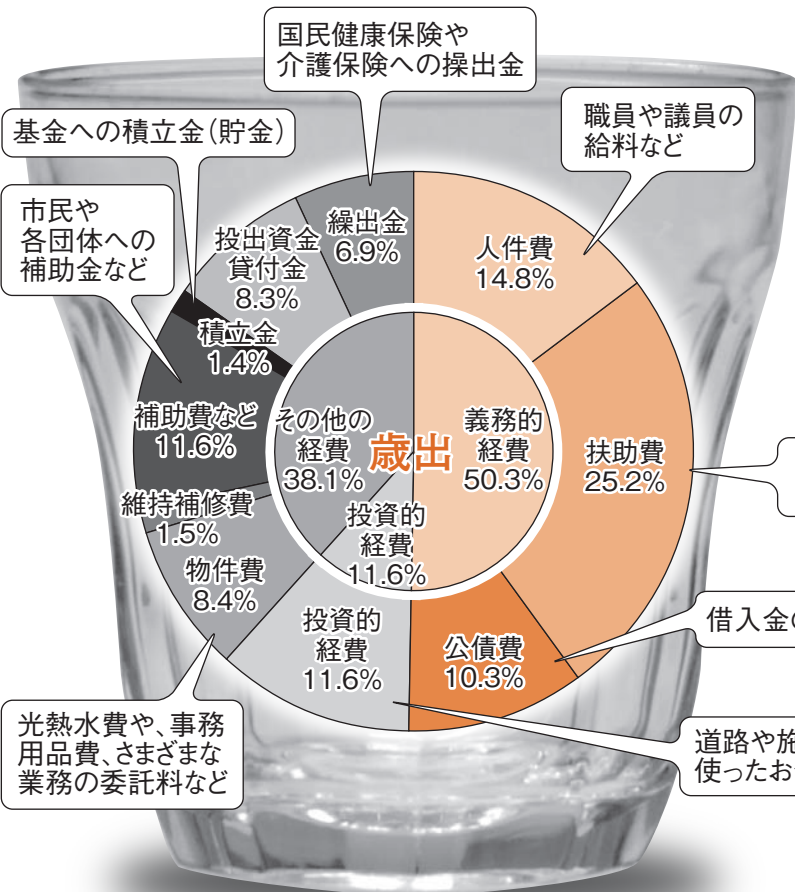 国民健康保険や
介護保険への操出金
基金への積立金（貯金）
職員や議員の
給料など
市民や
各団体への
補助金など
繰出金
6.9%
投出資金
貸付金
8.3%
人件費
14.8%
積立金
1.4%
補助費など
11.6%
その他の
経費
38.1%
歳出
義務的
経費
50.3%
扶助費
25.2%
維持補修費
1.5%
投資的
経費
11.6%
物件費
8.4%
投資的
経費
11.6%
公債費
10.3%
借入金の
光熱水費や、事務
用品費、さまざまな
業務の委託料など
道路や施
使ったお